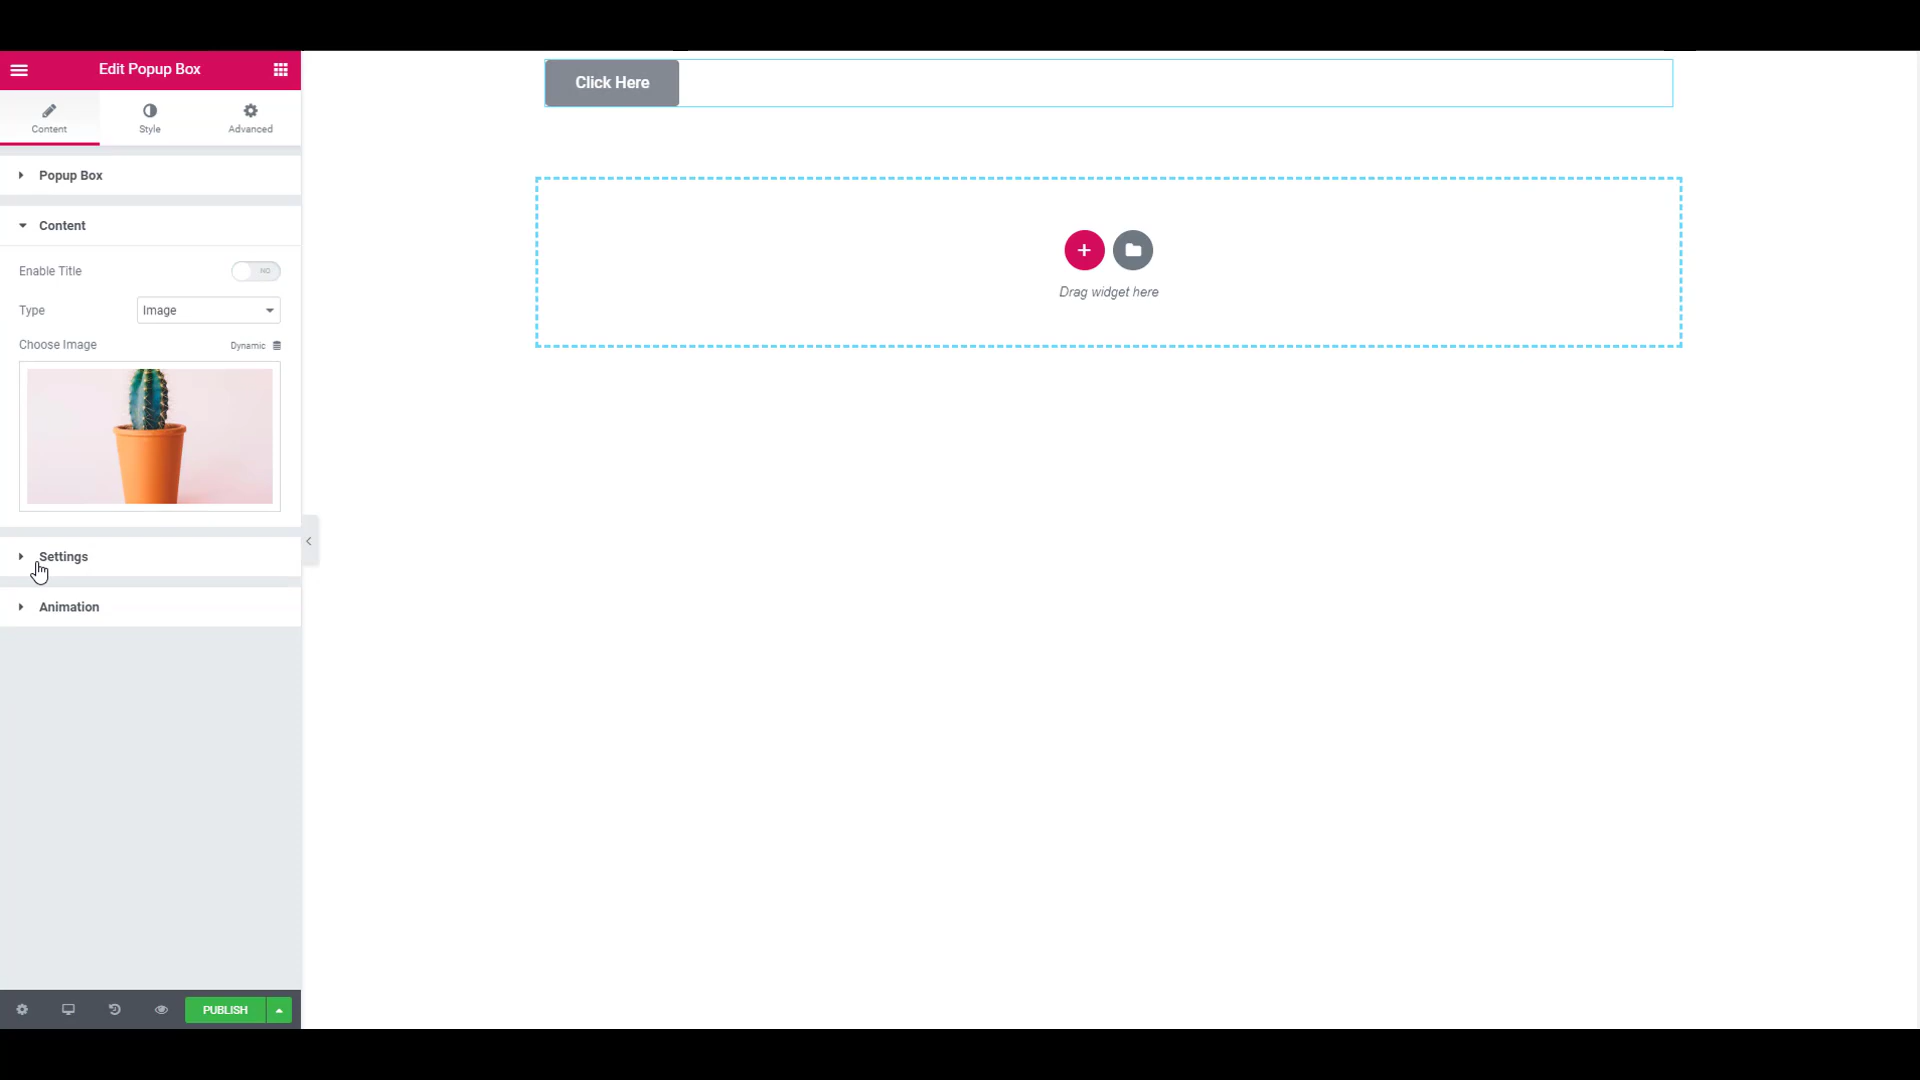 Edit Popup Box
Content
Style
Advanced
Popup Box
Content
Enable Title
NO
Type
Image
Choose Image
Dynamic
Settings
Animation
PUBLISH
Click Here
Drag widget here